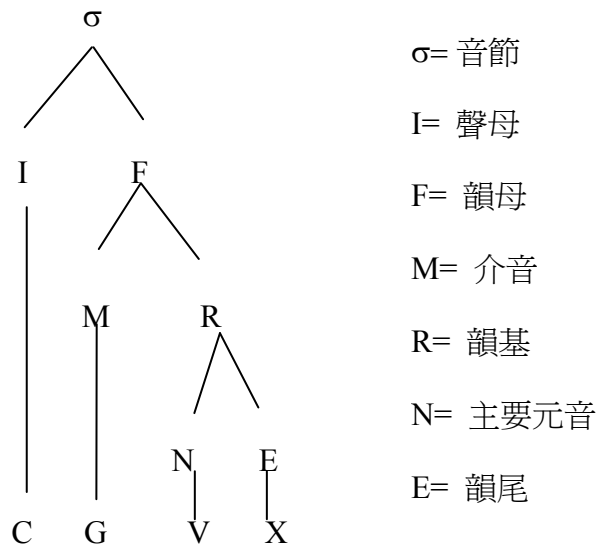 σ
I F
M R
N E
C G V X
σ= 音節
I= 聲母
F= 韻母
M= 介音
R= 韻基
N= 主要元音
E= 韻尾